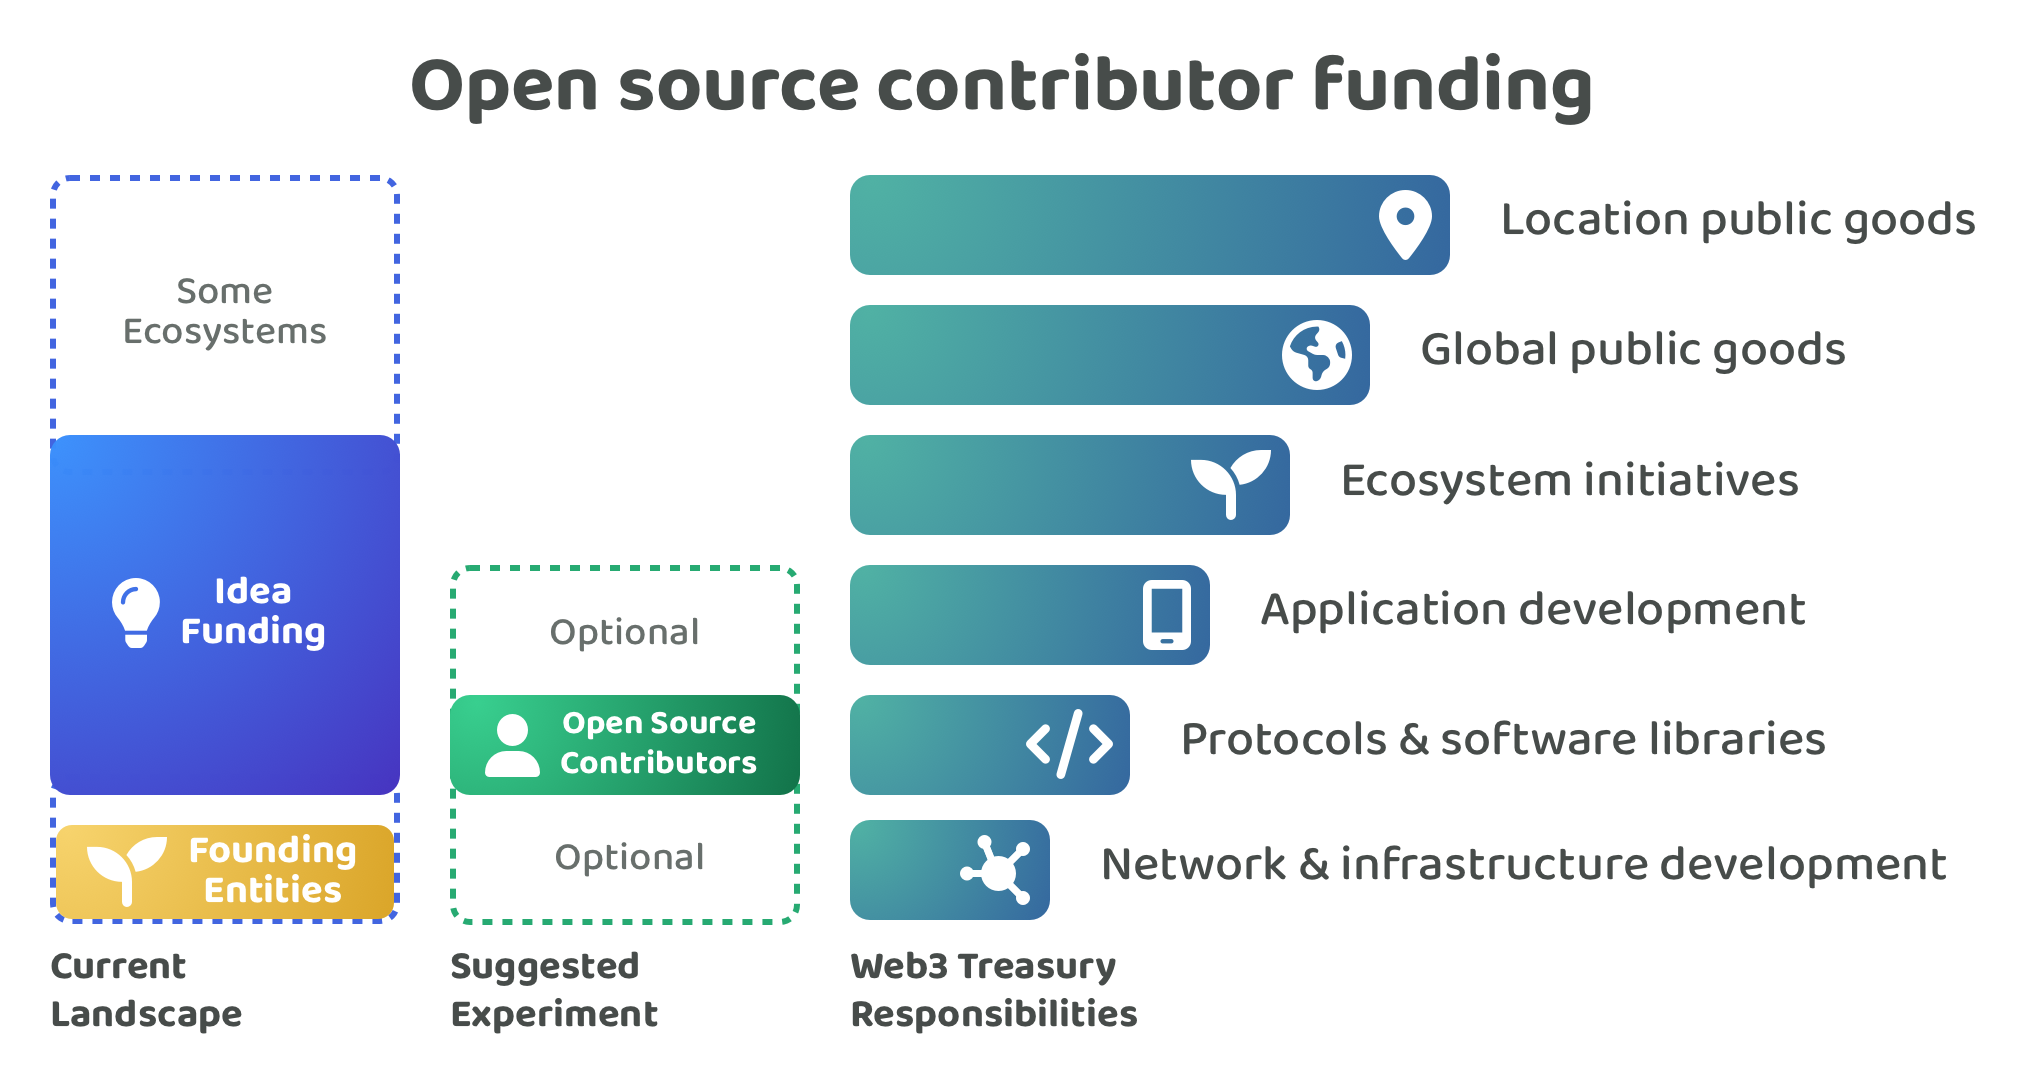 Open source contributor funding
Some
Ecosystems
Idea
Funding
Founding
Entities
Current
Landscape
Optional
Open Source
Contributors
Optional
Suggested
Experiment
Location public goods
Global public goods
Ecosystem initiatives
Application development
Protocols & software libraries
Network & infrastructure development
Web3 Treasury
Responsibilities